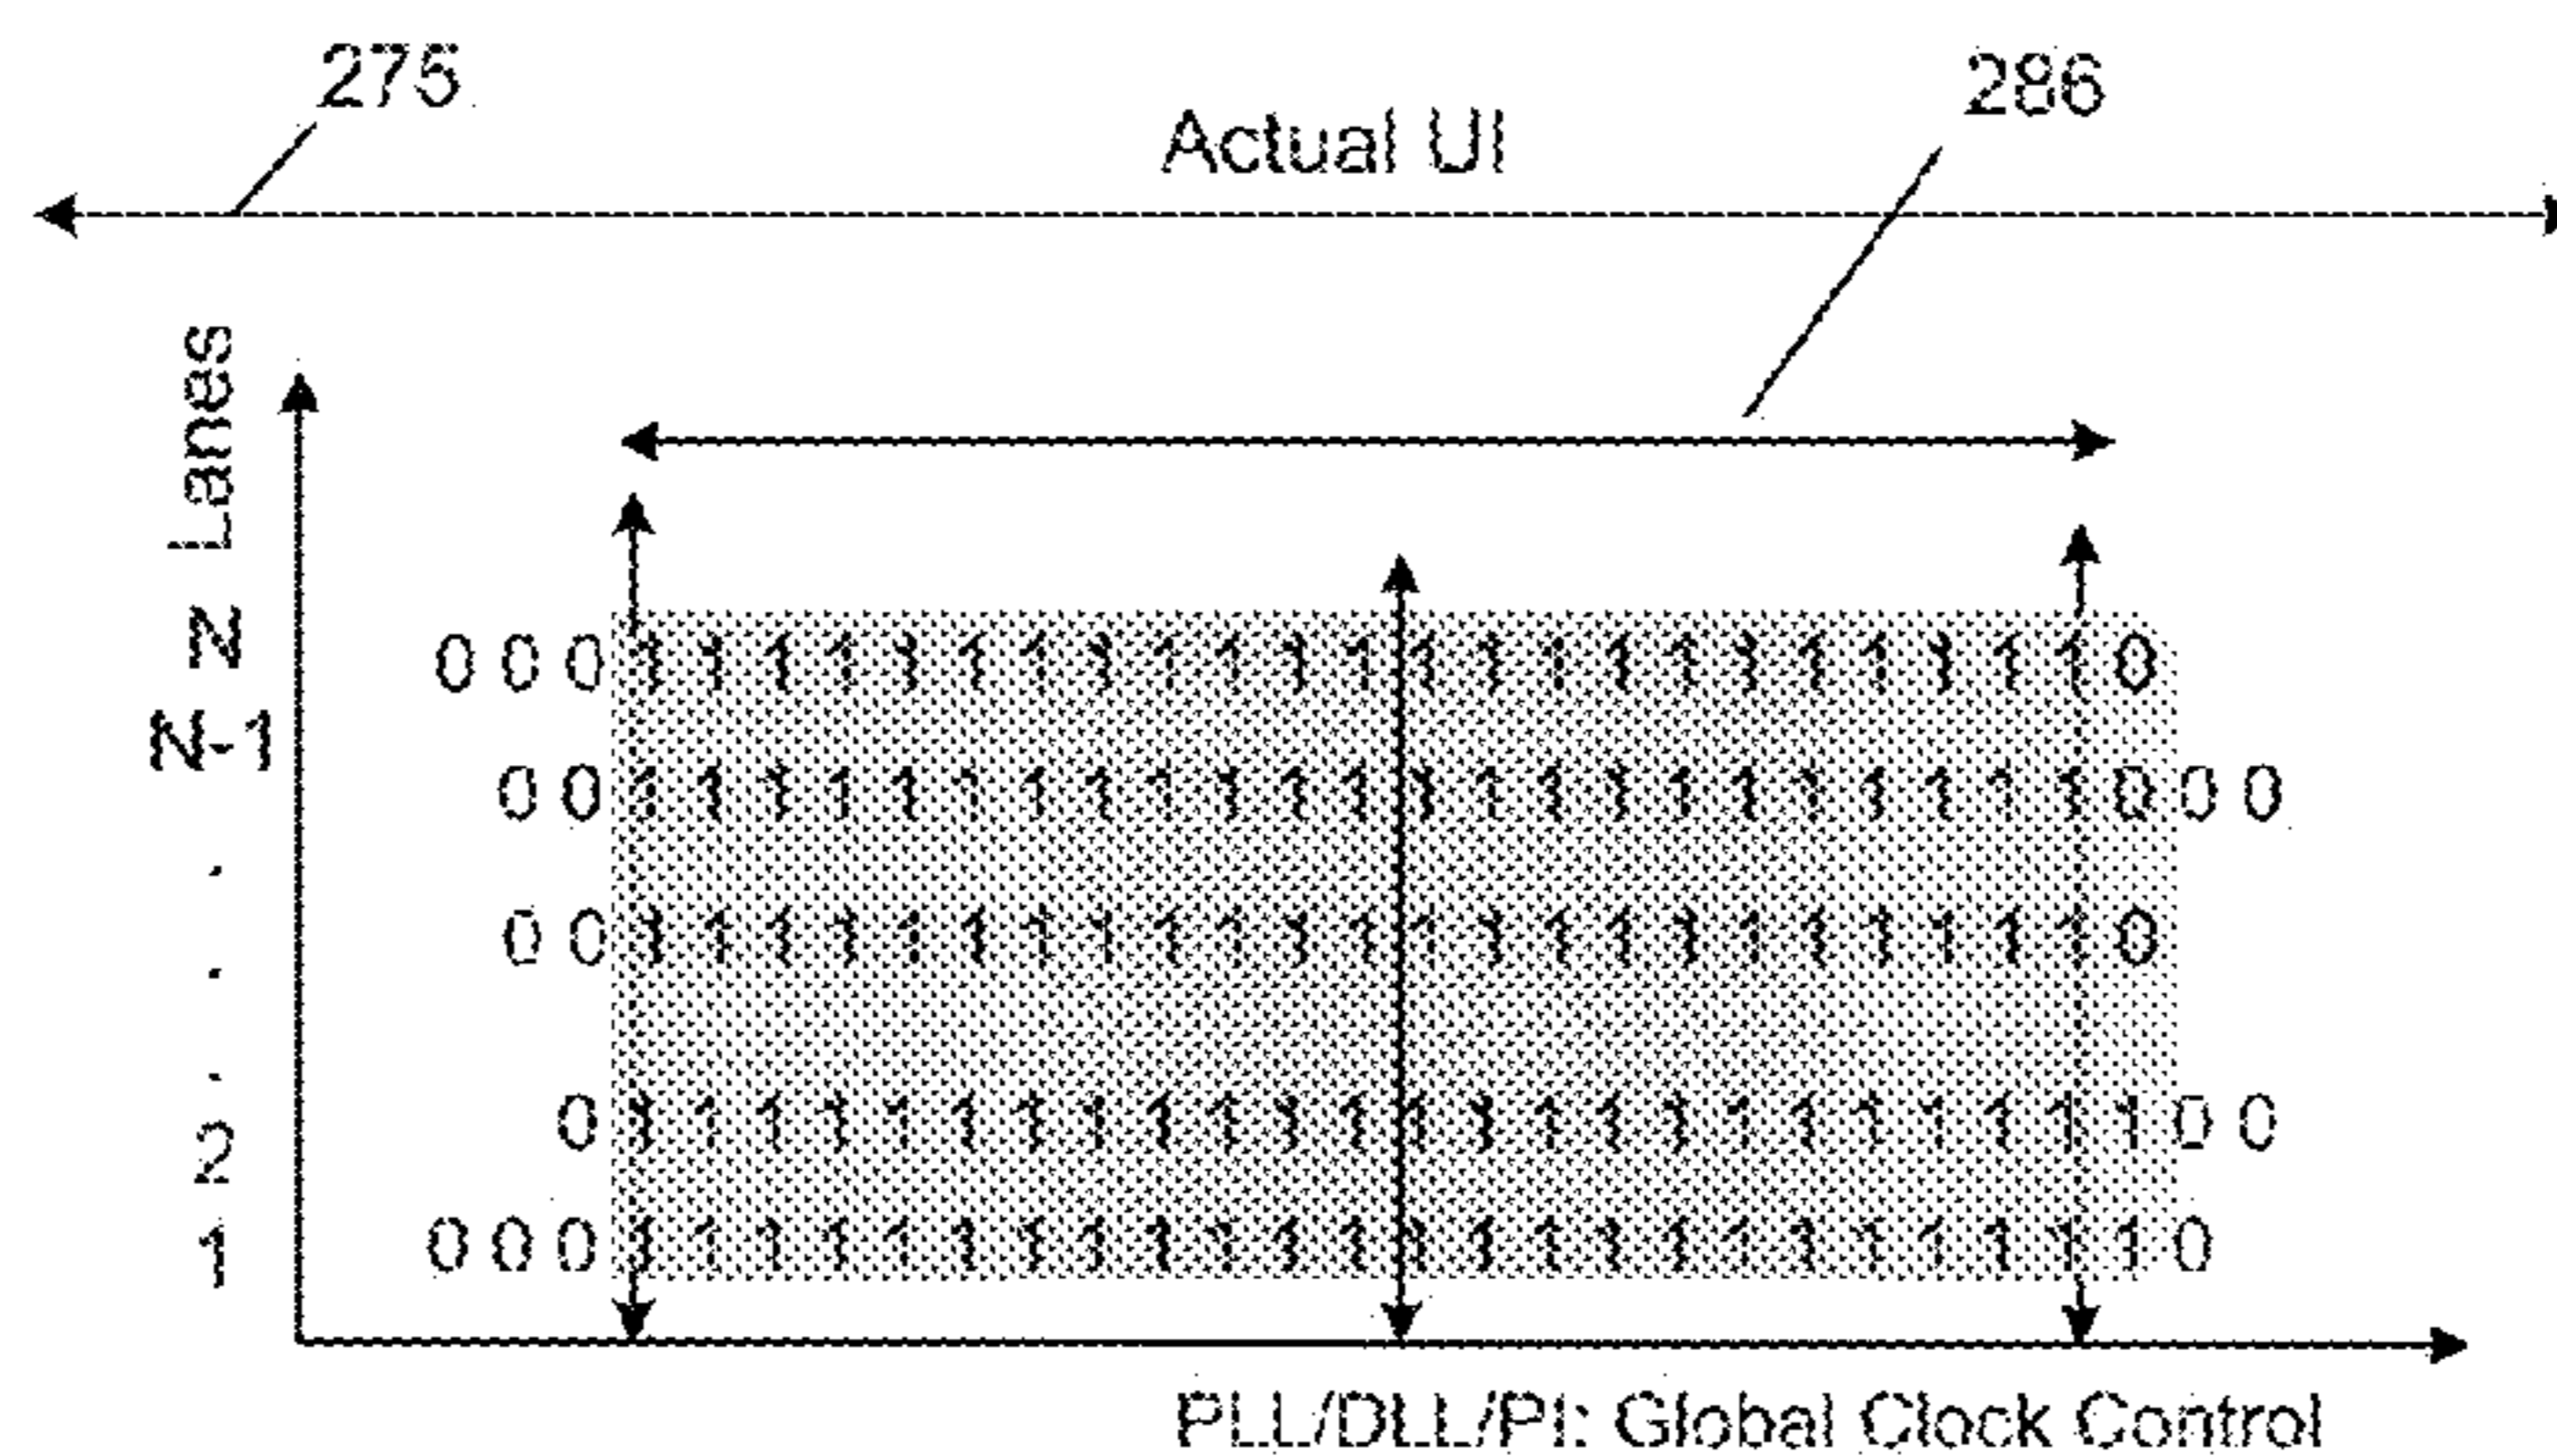 275
286
Actual UI
Lanes
N
N-1
.
.
.
2
1
0 0 0 1 1 1 1 1 1 1 1 1 1 1 1 1 1 1 1 1 1 1 1 1 1 1 0
0 0 1 1 1 1 1 1 1 1 1 1 1 1 1 1 1 1 1 1 1 1 1 1 1 0 0 0
0 0 1 1 1 1 1 1 1 1 1 1 1 1 1 1 1 1 1 1 1 1 1 1 1 0
0 1 1 1 1 1 1 1 1 1 1 1 1 1 1 1 1 1 1 1 1 1 1 1 1 0 0
0 0 0 1 1 1 1 1 1 1 1 1 1 1 1 1 1 1 1 1 1 1 1 1 1 1 1 0
PLL/DLL/PI: Global Clock Control